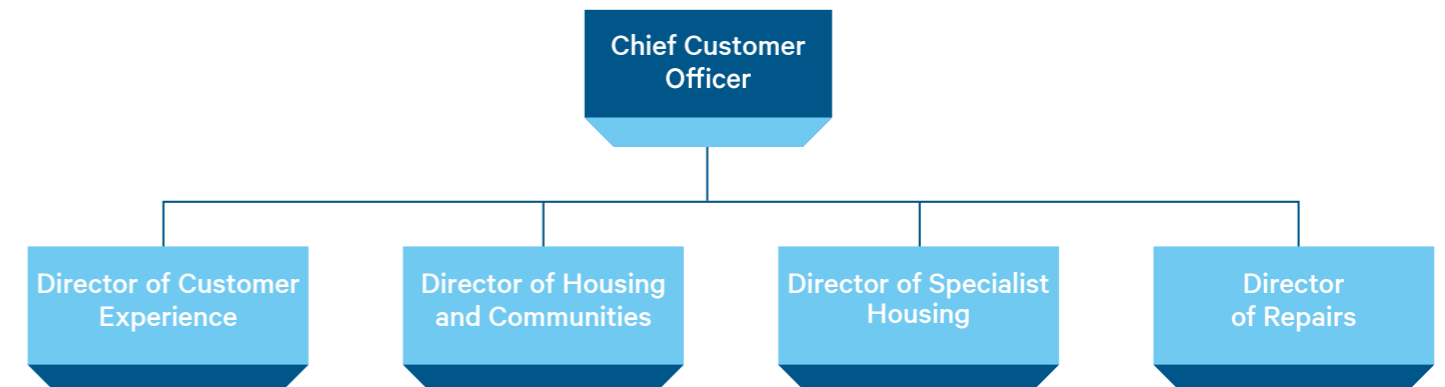 Chief Customer
Officer
Director of Customer
Experience
Director of Housing
and Communities
Director of Specialist
Housing
Director
of Repairs